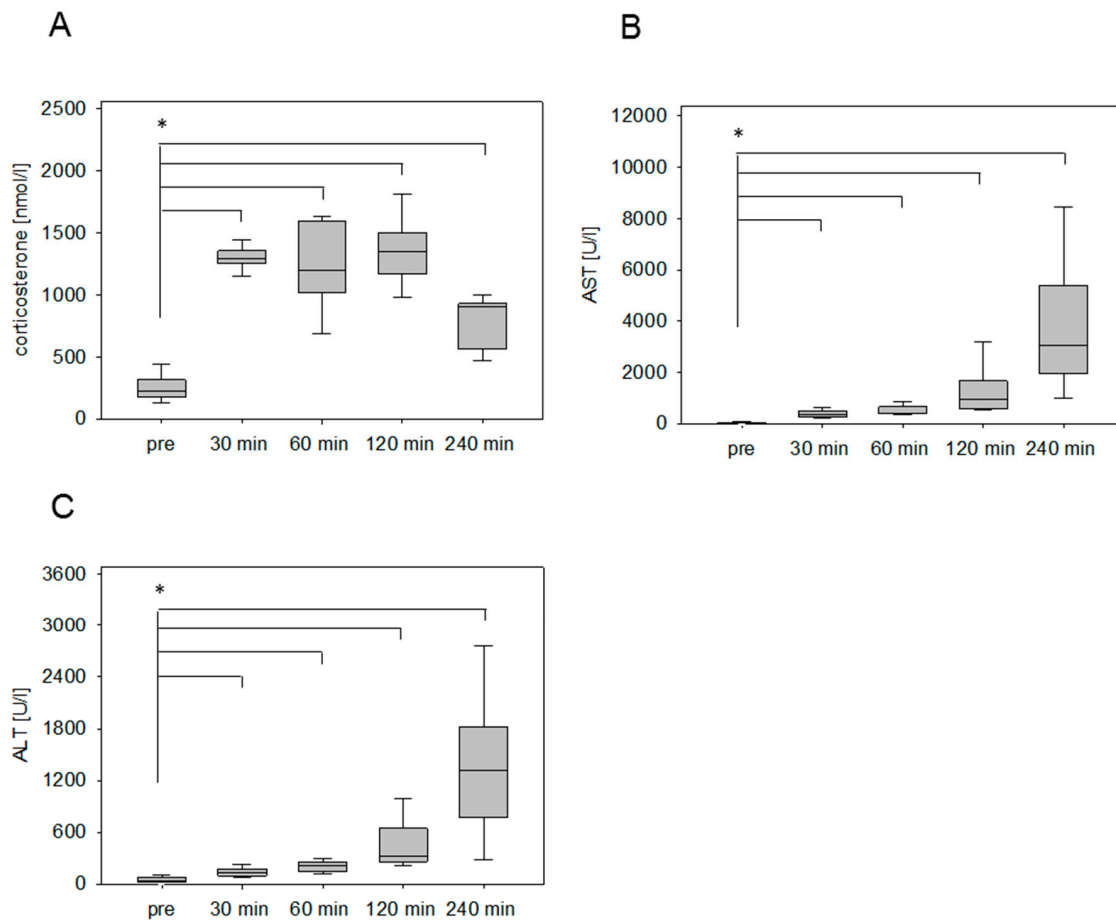 A
corticosterone [nmol/l]
2500
2000
1500
1000
500
0
*
pre 30 min 60 min 120 min 240 min
B
AST [U/l]
12000
10000
8000
6000
4000
2000
0
*
pre 30 min 60 min 120 min 240 min
C
ALT [U/l]
3600
3000
2400
1800
1200
600
0
*
pre 30 min 60 min 120 min 240 min